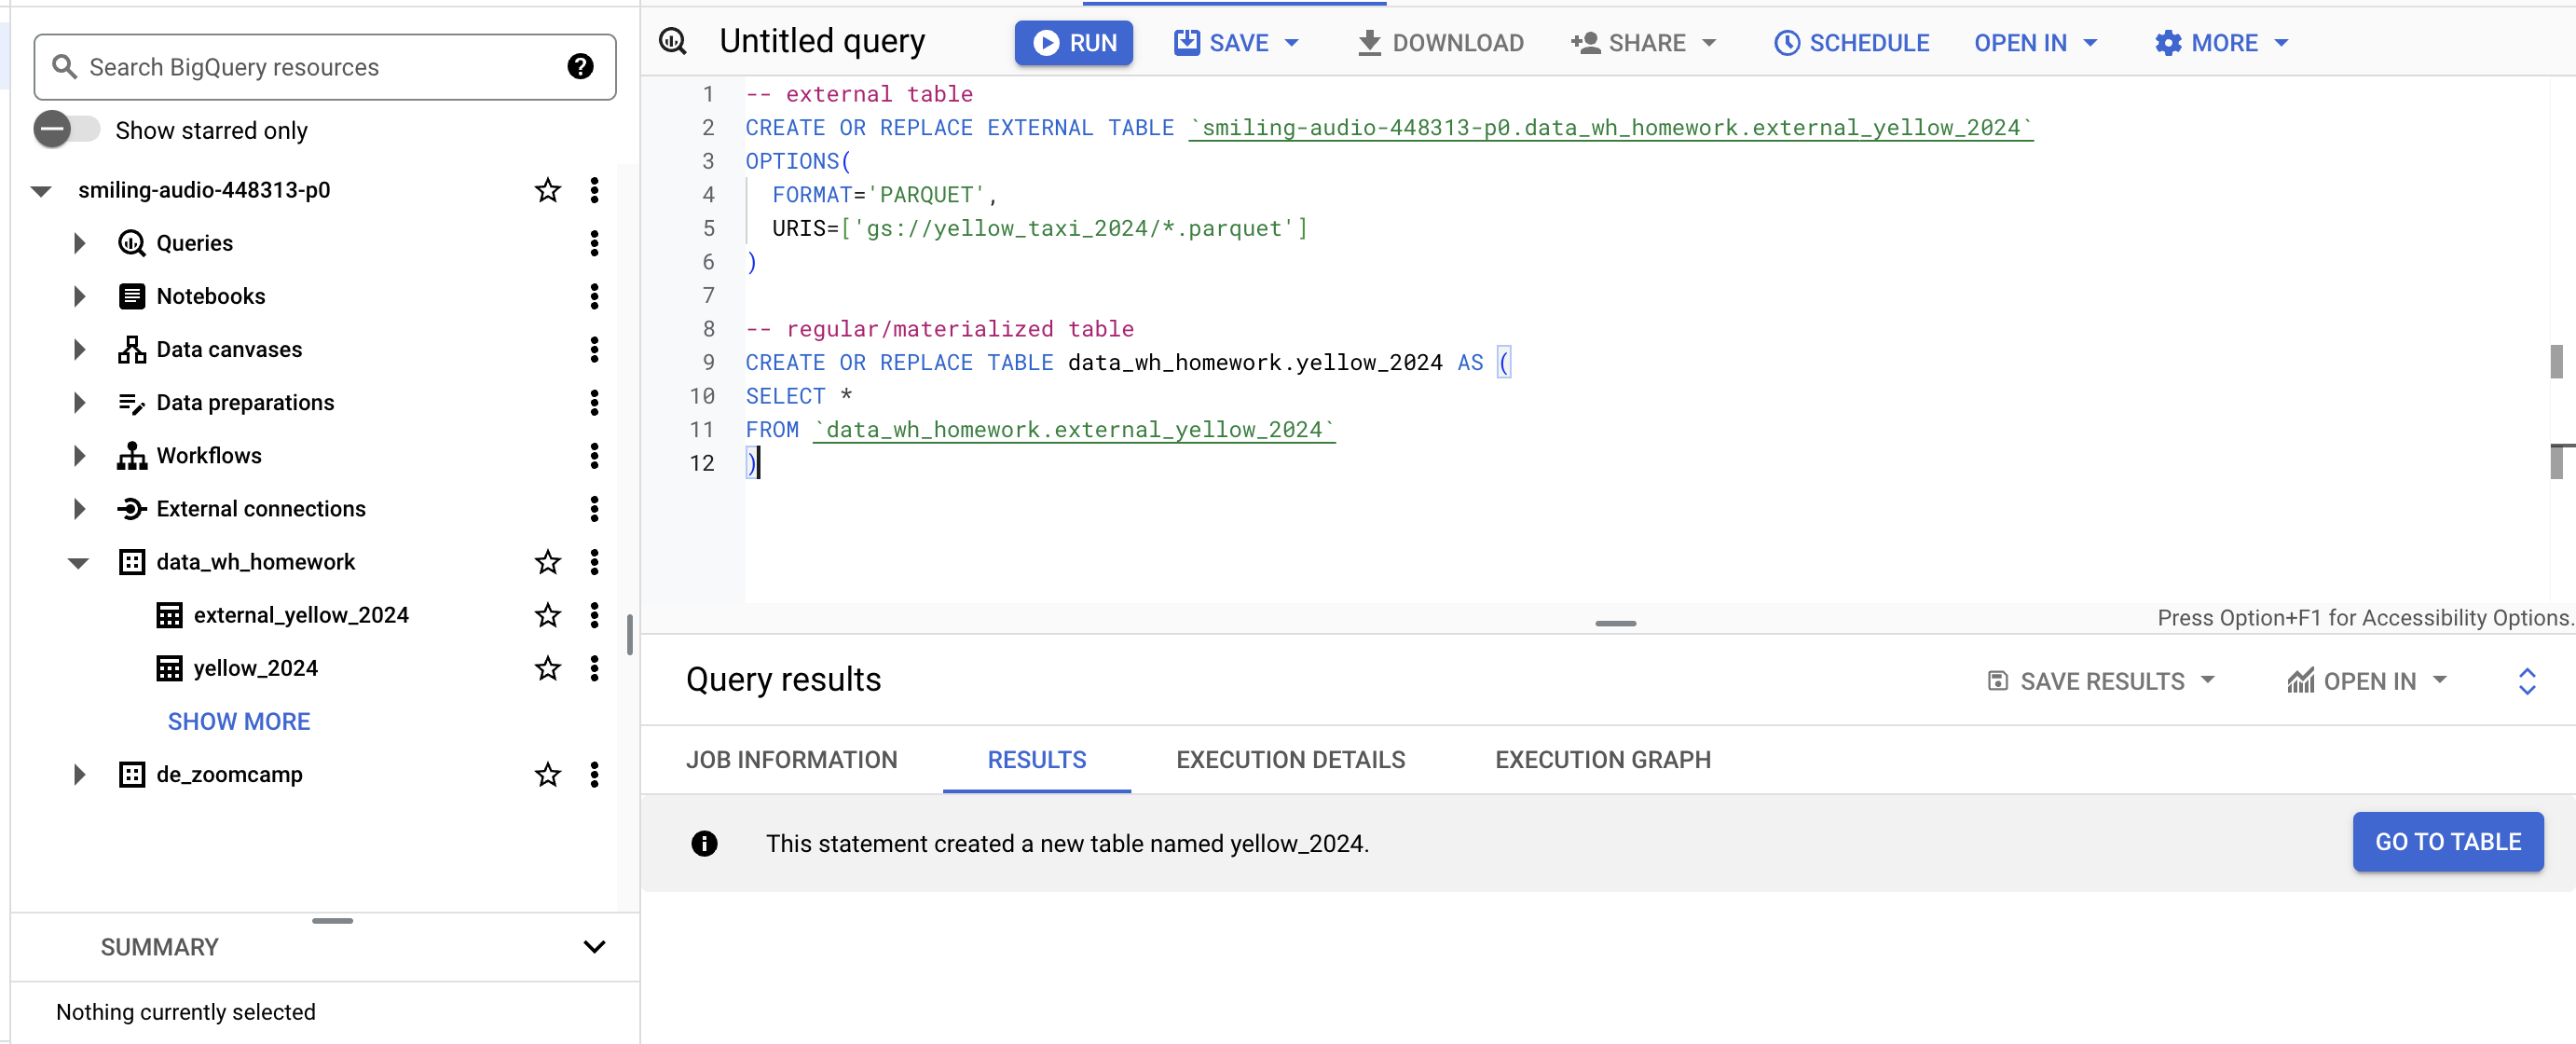 Search BigQuery resources
Show starred only
smiling-audio-448313-p0
Queries
Notebooks
Data canvases
Data preparations
Workflows
External connections
data_wh_homework
external_yellow_2024
yellow_2024
SHOW MORE
de_zoomcamp
SUMMARY
Nothing currently selected
Untitled query RUN SAVE DOWNLOAD SHARE SCHEDULE OPEN IN MORE
1 -- external table
2 CREATE OR REPLACE EXTERNAL TABLE `smiling-audio-448313-p0.data_wh_homework.external_yellow_2024`
3 OPTIONS(
4 FORMAT='PARQUET',
5 URIS=['gs://yellow_taxi_2024/*.parquet']
6 )
7
8 -- regular/materialized table
9 CREATE OR REPLACE TABLE data_wh_homework.yellow_2024 AS (
10 SELECT *
11 FROM `data_wh_homework.external_yellow_2024`
12 )
Press Option+F1 for Accessibility Options.
Query results SAVE RESULTS OPEN IN
JOB INFORMATION RESULTS EXECUTION DETAILS EXECUTION GRAPH
This statement created a new table named yellow_2024. GO TO TABLE